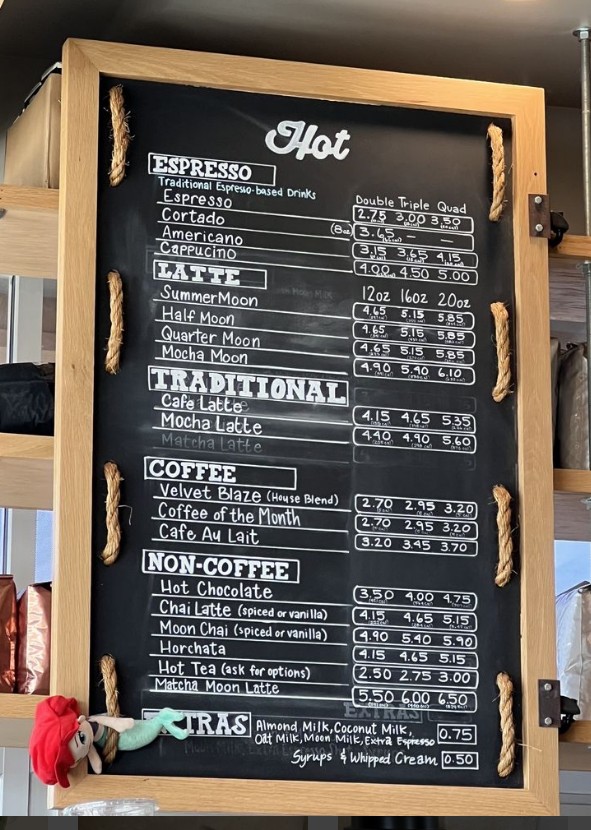 Hot
ESPRESSO
Traditional Espresso-based Drinks
Double Triple Quad
Espresso 2.75 3.00 3.50
Cortado (8oz) 3.65 — —
Americano 3.15 3.65 4.15
Cappucino 4.00 4.50 5.00
LATTE
12oz 16oz 20oz
SummerMoon 4.65 5.15 5.85
Half Moon 4.65 5.15 5.85
Quarter Moon 4.65 5.15 5.85
Mocha Moon 4.90 5.40 6.10
TRADITIONAL
Cafe Latte 4.15 4.65 5.35
Mocha Latte 4.40 4.90 5.60
Matcha Latte
COFFEE
Velvet Blaze (House Blend) 2.70 2.95 3.20
Coffee of the Month 2.70 2.95 3.20
Cafe Au Lait 3.20 3.45 3.70
NON-COFFEE
Hot Chocolate 3.50 4.00 4.75
Chai Latte (spiced or vanilla) 4.15 4.65 5.15
Moon Chai (spiced or vanilla) 4.90 5.40 5.90
Horchata 4.15 4.65 5.15
Hot Tea (ask for options) 2.50 2.75 3.00
Matcha Moon Latte 5.50 6.00 6.50
EXTRAS
EXTRAS Almond Milk, Coconut Milk,
Oat Milk, Moon Milk, Extra Espresso 0.75
Syrups & Whipped Cream 0.50